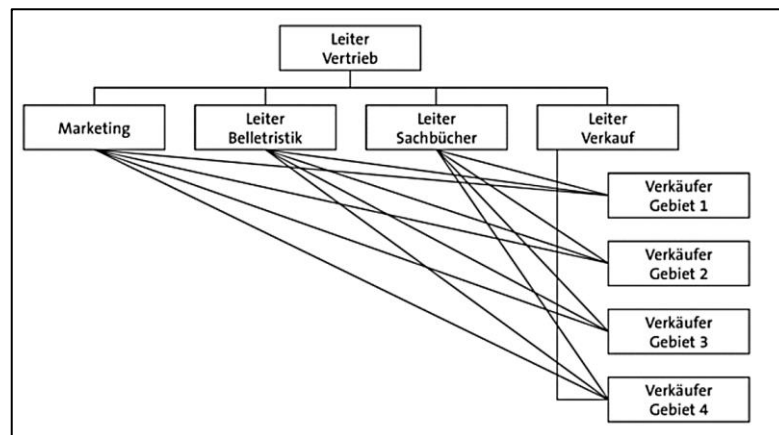 Leiter
Vertrieb
Marketing
Leiter
Belletristik
Leiter
Sachbücher
Leiter
Verkauf
Verkäufer
Gebiet 1
Verkäufer
Gebiet 2
Verkäufer
Gebiet 3
Verkäufer
Gebiet 4